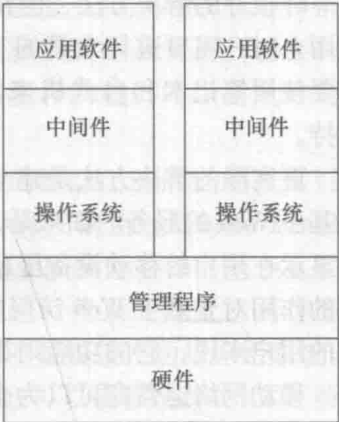 应用软件
应用软件
中间件
中间件
操作系统
操作系统
管理程序
硬件